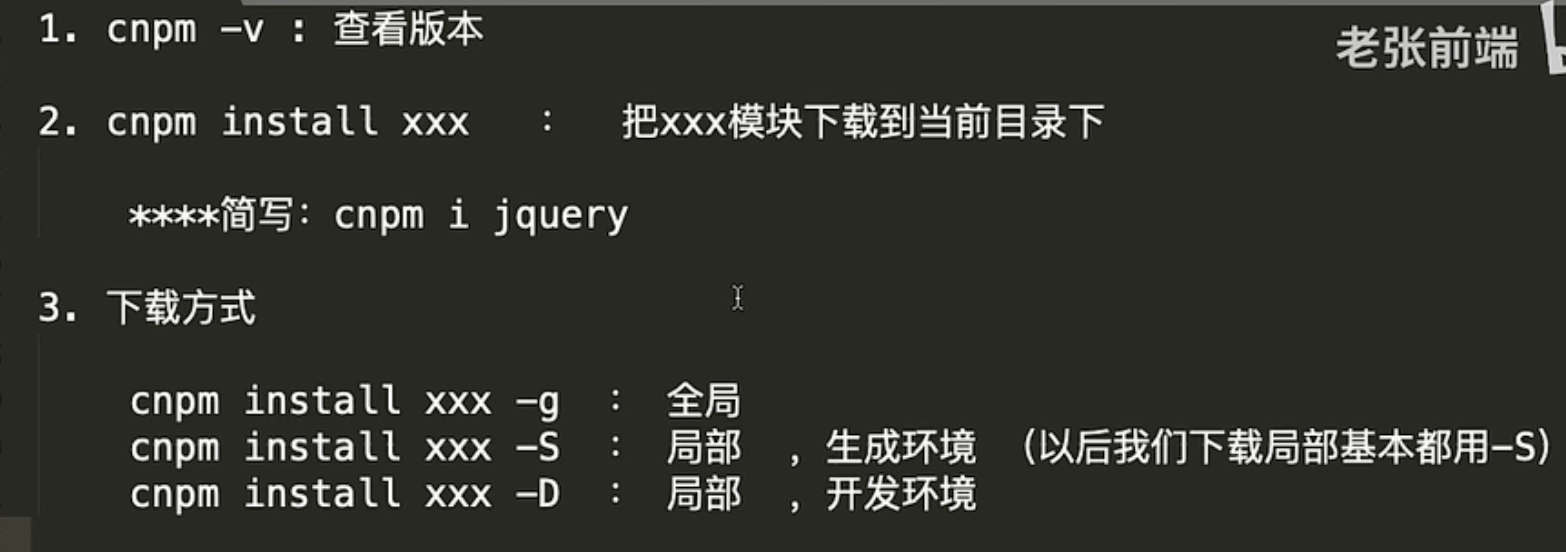 1. cnpm -v : 查看版本
老张前端
2. cnpm install xxx : 把xxx模块下载到当前目录下
****简写: cnpm i jquery
3. 下载方式
cnpm install xxx -g : 全局
cnpm install xxx -S : 局部 , 生成环境 （以后我们下载局部基本都用-S）
cnpm install xxx -D : 局部 , 开发环境